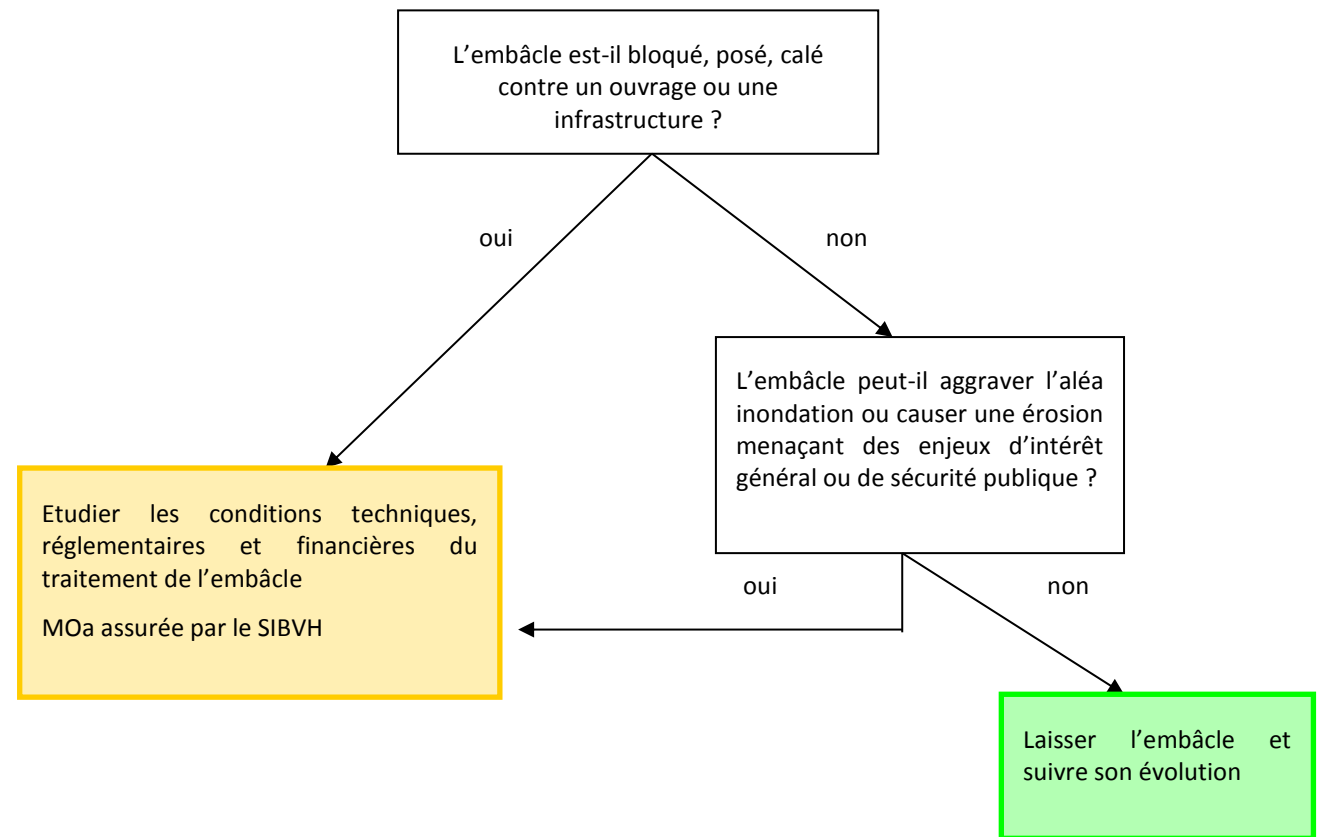 L’embâcle est-il bloqué, posé, calé
contre un ouvrage ou une
infrastructure ?
oui
non
L’embâcle peut-il aggraver l’aléa
inondation ou causer une érosion
menaçant des enjeux d’intérêt
général ou de sécurité publique ?
Etudier les conditions techniques,
réglementaires et financières du
traitement de l’embâcle
MOa assurée par le SIBVH
oui
non
Laisser l’embâcle et
suivre son évolution